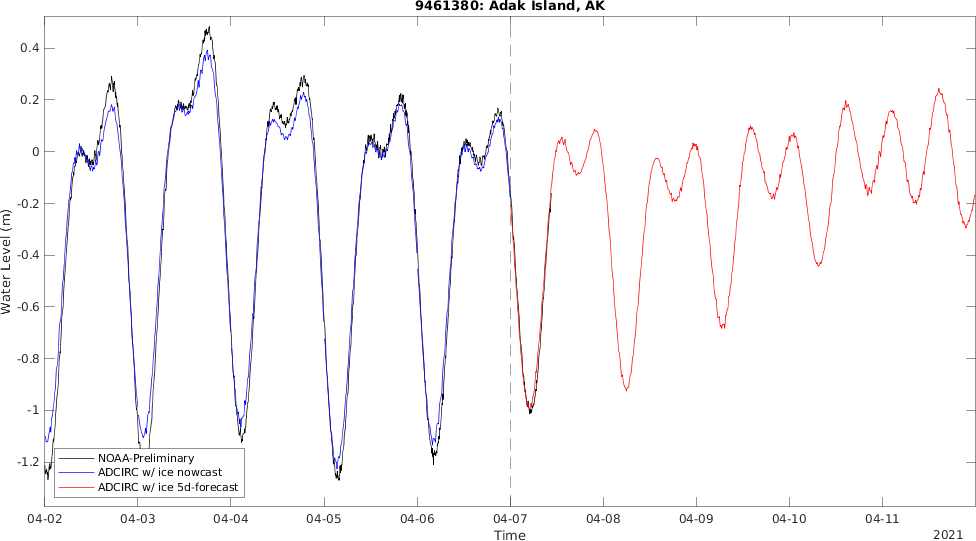 9461380: Adak Island, AK
0.4
0.2
0
-0.2
-0.4
-0.6
-0.8
-1
-1.2
Water Level (m)
NOAA-Preliminary
ADCIRC w/ ice nowcast
ADCIRC w/ ice 5d-forecast
04-02 04-03 04-04 04-05 04-06 04-07 04-08 04-09 04-10 04-11
Time
2021